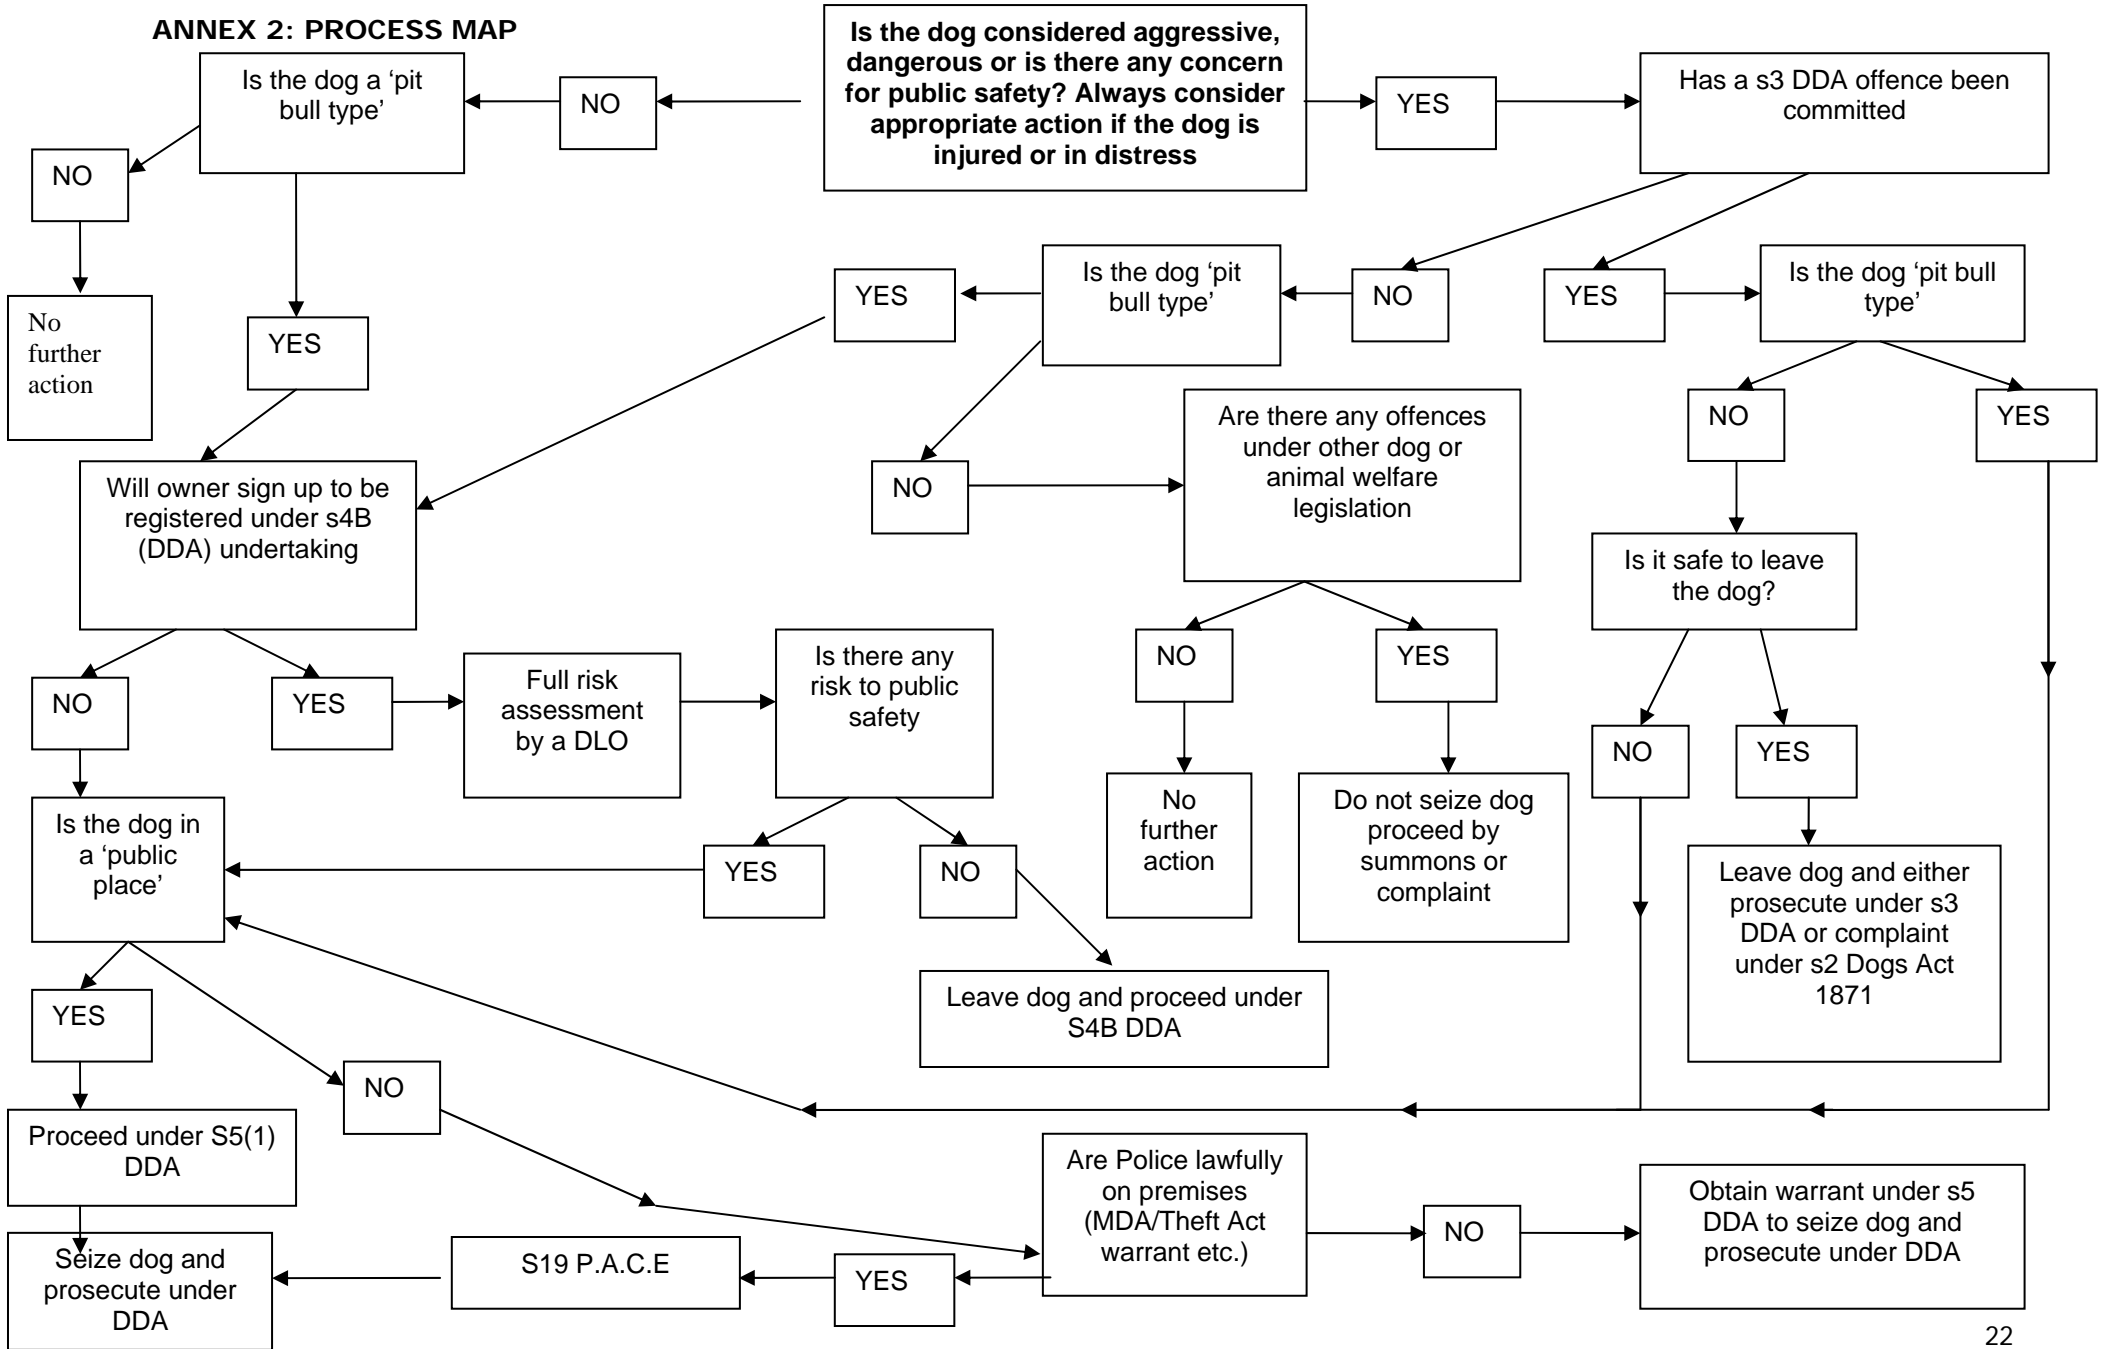 ANNEX 2: PROCESS MAP
Is the dog considered aggressive,
dangerous or is there any concern
for public safety? Always consider
appropriate action if the dog is
injured or in distress
Is the dog a ‘pit
bull type’
NO
YES
Has a s3 DDA offence been
committed
NO
No
further
action
YES
YES
Is the dog ‘pit
bull type’
NO
YES
Is the dog ‘pit bull
type’
NO
YES
Are there any offences
under other dog or
animal welfare
legislation
NO
Will owner sign up to be
registered under s4B
(DDA) undertaking
Is it safe to leave
the dog?
NO
YES
Full risk
assessment
by a DLO
Is there any
risk to public
safety
NO
YES
NO
YES
Is the dog in
a ‘public
place’
YES
NO
No
further
action
Do not seize dog
proceed by
summons or
complaint
Leave dog and either
prosecute under s3
DDA or complaint
under s2 Dogs Act
1871
Leave dog and proceed under
S4B DDA
YES
NO
Proceed under S5(1)
DDA
Are Police lawfully
on premises
(MDA/Theft Act
warrant etc.)
NO
Obtain warrant under s5
DDA to seize dog and
prosecute under DDA
YES
S19 P.A.C.E
Seize dog and
prosecute under
DDA
22